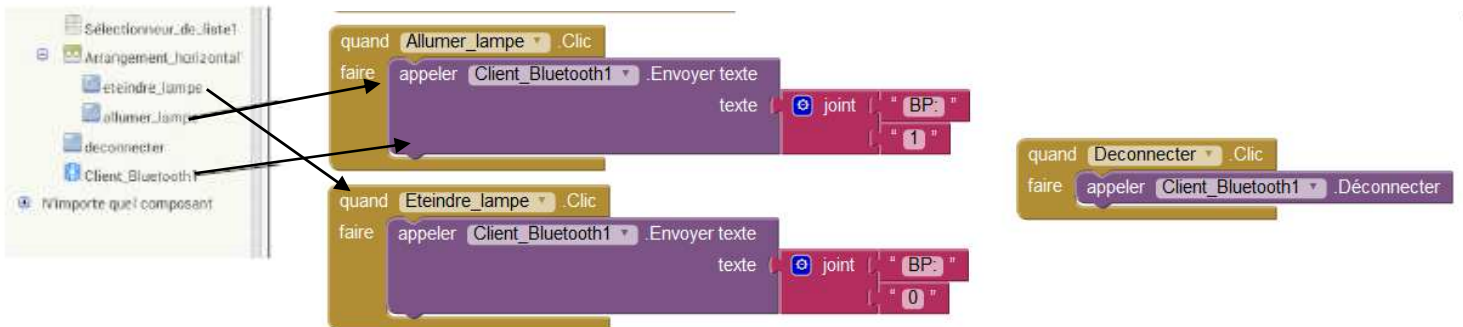 Sélectionneur_de_liste1
Arrangement_horizontal1
eteindre_lampe
allumer_lampe
deconnecter
Client_Bluetooth1
N'importe quel composant
quand Allumer_lampe .Clic
faire appeler Client_Bluetooth1 .Envoyer texte
texte joint " BP: "
" 1 "
quand Eteindre_lampe .Clic
faire appeler Client_Bluetooth1 .Envoyer texte
texte joint " BP: "
" 0 "
quand Deconnecter .Clic
faire appeler Client_Bluetooth1 .Déconnecter